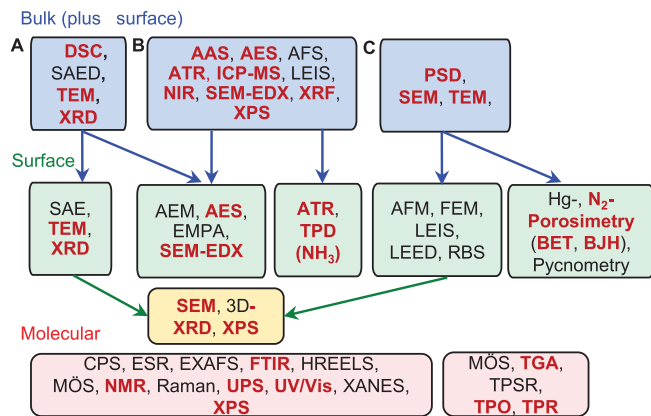 Bulk (plus surface)
A
DSC,
SAED,
TEM,
XRD
B
AAS, AES, AFS,
ATR, ICP-MS, LEIS,
NIR, SEM-EDX, XRF,
XPS
C
PSD,
SEM, TEM,
Surface
SAE,
TEM,
XRD
AEM, AES,
EMPA,
SEM-EDX
ATR,
TPD
(NH₃)
AFM, FEM,
LEIS,
LEED, RBS
Hg-, N₂-
Porosimetry
(BET, BJH),
Pycnometry
SEM, 3D-
XRD, XPS
Molecular
CPS, ESR, EXAFS, FTIR, HREELS,
MÖS, NMR, Raman, UPS, UV/Vis, XANES,
XPS
MÖS, TGA,
TPSR,
TPO, TPR